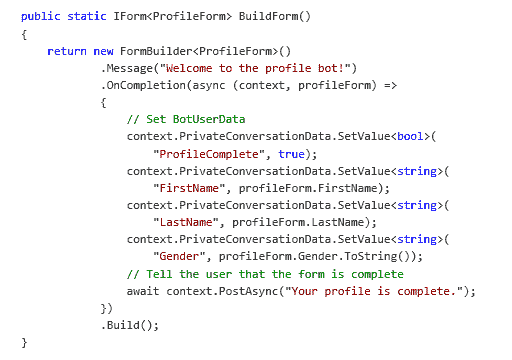 public static IForm<ProfileForm> BuildForm()
{
    return new FormBuilder<ProfileForm>()
            .Message("Welcome to the profile bot!")
            .OnCompletion(async (context, profileForm) =>
            {
                // Set BotUserData
                context.PrivateConversationData.SetValue<bool>(
                    "ProfileComplete", true);
                context.PrivateConversationData.SetValue<string>(
                    "FirstName", profileForm.FirstName);
                context.PrivateConversationData.SetValue<string>(
                    "LastName", profileForm.LastName);
                context.PrivateConversationData.SetValue<string>(
                    "Gender", profileForm.Gender.ToString());
                // Tell the user that the form is complete
                await context.PostAsync("Your profile is complete.");
            })
            .Build();
}